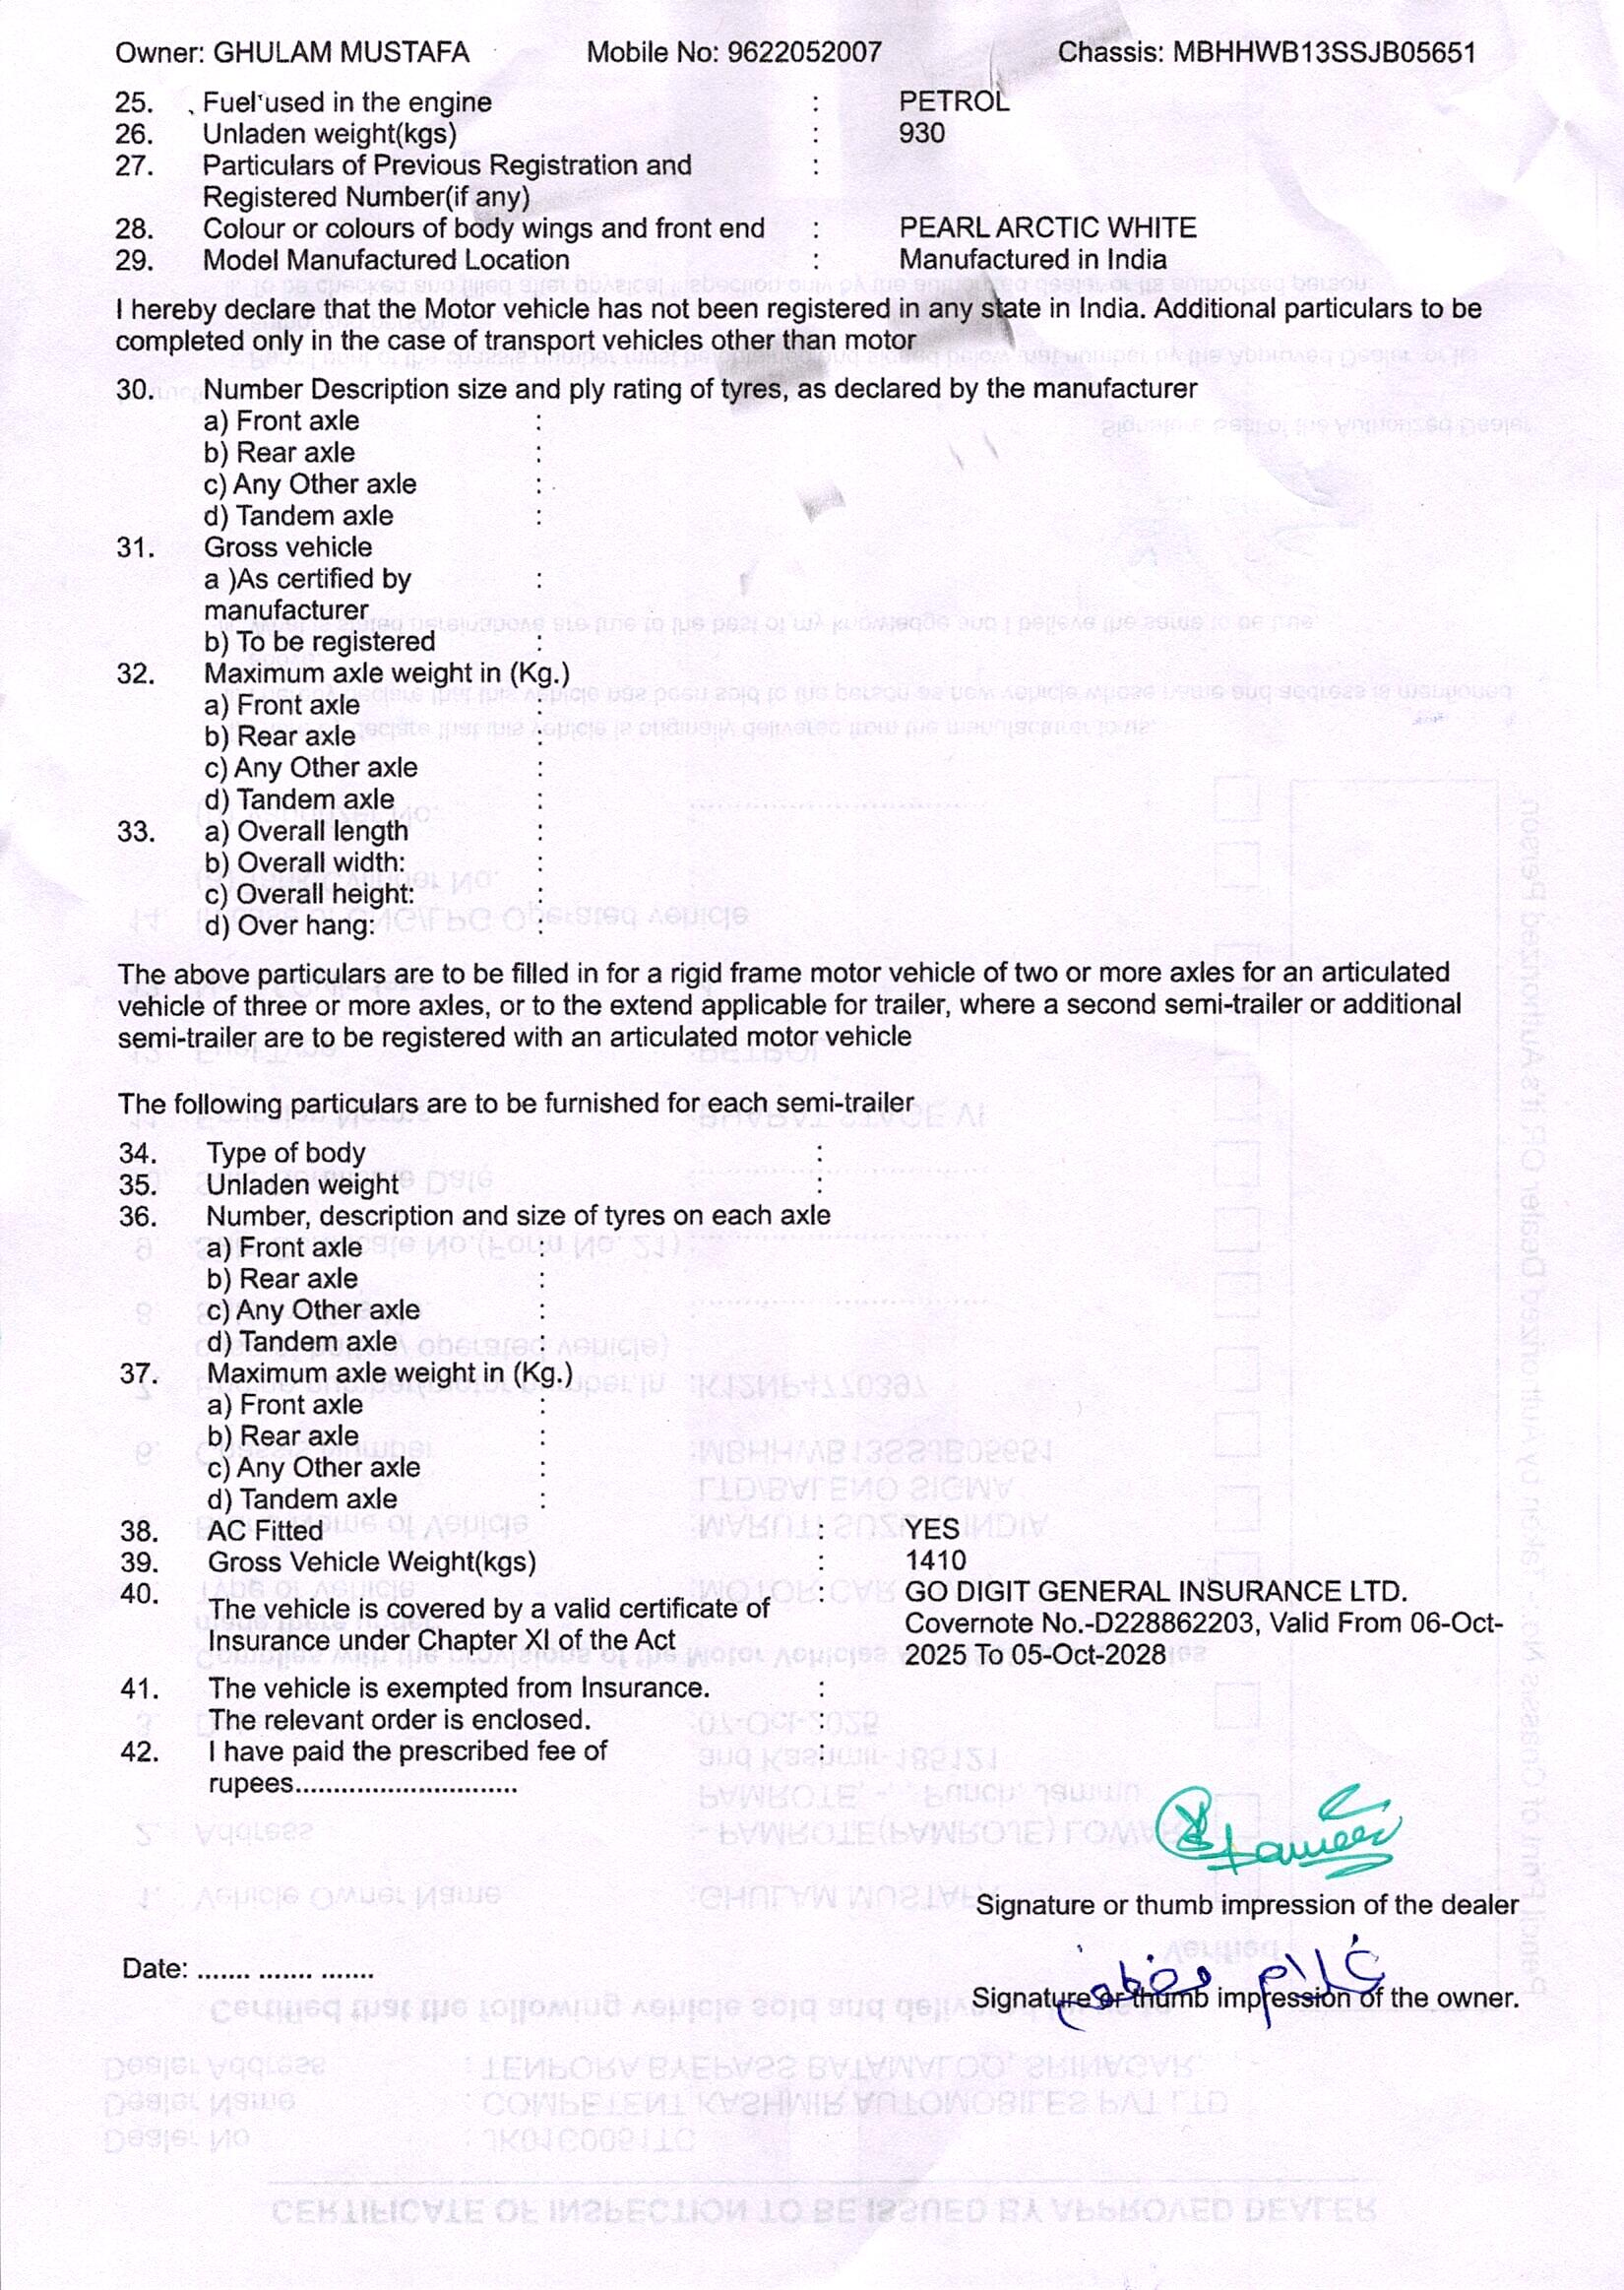 Owner: GHULAM MUSTAFA Mobile No: 9622052007 Chassis: MBHHWB13SSJB05651
25. Fuel used in the engine : PETROL
26. Unladen weight(kgs) : 930
27. Particulars of Previous Registration and :
Registered Number(if any)
28. Colour or colours of body wings and front end : PEARL ARCTIC WHITE
29. Model Manufactured Location : Manufactured in India
I hereby declare that the Motor vehicle has not been registered in any state in India. Additional particulars to be
completed only in the case of transport vehicles other than motor
30. Number Description size and ply rating of tyres, as declared by the manufacturer
a) Front axle :
b) Rear axle :
c) Any Other axle :
d) Tandem axle :
31. Gross vehicle
a )As certified by :
manufacturer
b) To be registered :
32. Maximum axle weight in (Kg.)
a) Front axle :
b) Rear axle :
c) Any Other axle :
d) Tandem axle :
33. a) Overall length :
b) Overall width: :
c) Overall height: :
d) Over hang: :
The above particulars are to be filled in for a rigid frame motor vehicle of two or more axles for an articulated
vehicle of three or more axles, or to the extend applicable for trailer, where a second semi-trailer or additional
semi-trailer are to be registered with an articulated motor vehicle
The following particulars are to be furnished for each semi-trailer
34. Type of body :
35. Unladen weight :
36. Number, description and size of tyres on each axle
a) Front axle :
b) Rear axle :
c) Any Other axle :
d) Tandem axle :
37. Maximum axle weight in (Kg.)
a) Front axle :
b) Rear axle :
c) Any Other axle :
d) Tandem axle :
38. AC Fitted : YES
39. Gross Vehicle Weight(kgs) : 1410
40. The vehicle is covered by a valid certificate of : GO DIGIT GENERAL INSURANCE LTD.
Insurance under Chapter XI of the Act Covernote No.-D228862203, Valid From 06-Oct-
2025 To 05-Oct-2028
41. The vehicle is exempted from Insurance. :
The relevant order is enclosed. :
42. I have paid the prescribed fee of :
rupees............................
Signature or thumb impression of the dealer
Date: ....... ....... .......
غلام
Signature or thumb impression of the owner.